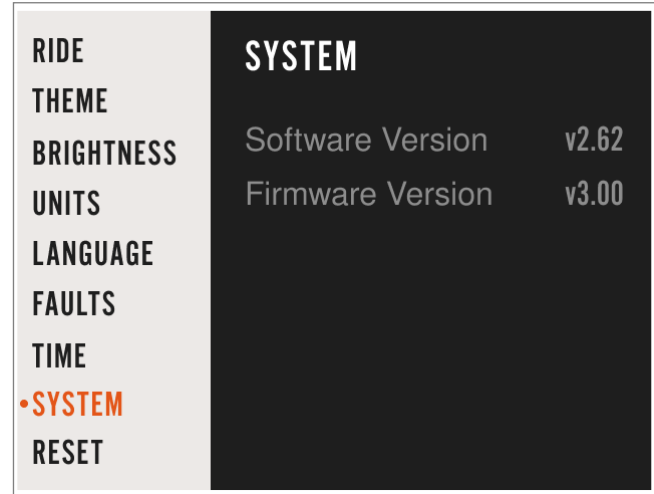 RIDE
THEME
BRIGHTNESS
UNITS
LANGUAGE
FAULTS
TIME
•SYSTEM
RESET
SYSTEM
Software Version v2.62
Firmware Version v3.00